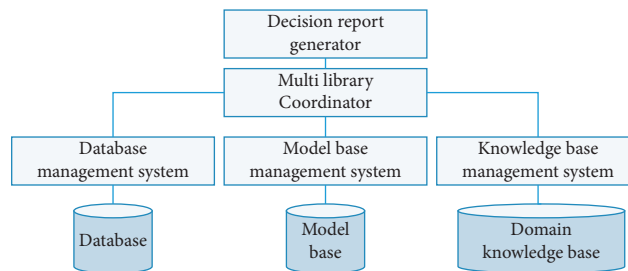 Decision report
generator
Multi library
Coordinator
Database
management system
Model base
management system
Knowledge base
management system
Database
Model
base
Domain
knowledge base